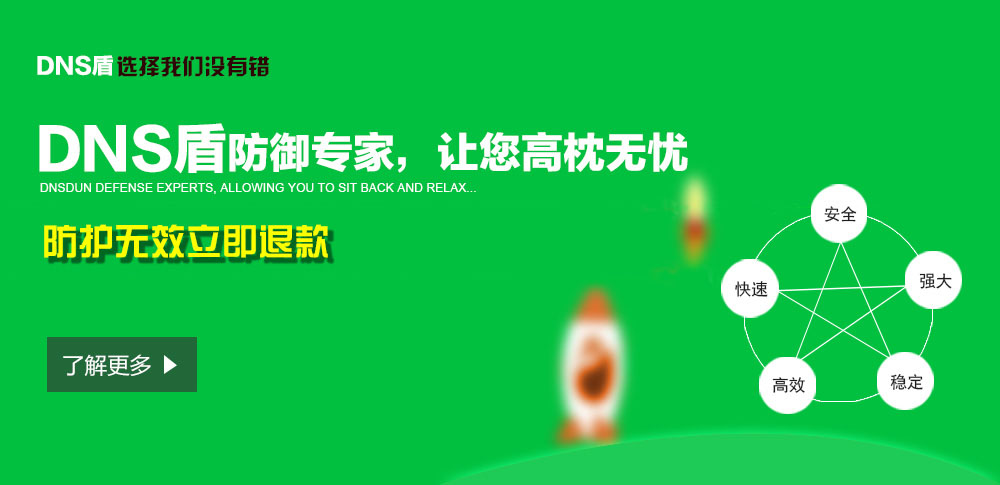 DNS盾选择我们没有错
DNS盾防御专家，让您高枕无忧
DNSDUN DEFENSE EXPERTS, ALLOWING YOU TO SIT BACK AND RELAX...
防护无效立即退款
了解更多
安全
快速
强大
高效
稳定